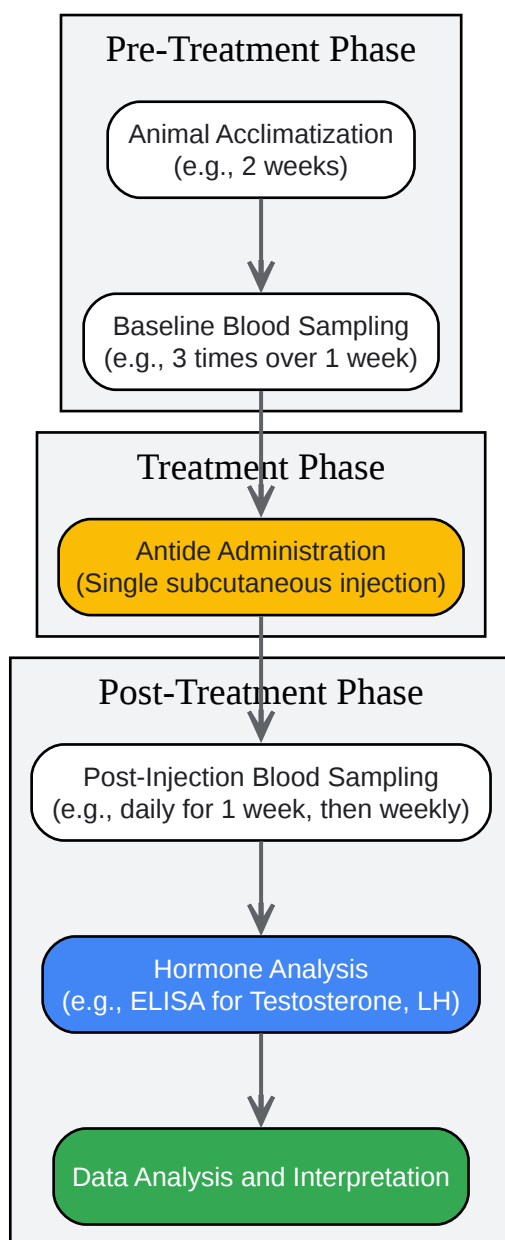 Pre-Treatment Phase
Animal Acclimatization
(e.g., 2 weeks)
Baseline Blood Sampling
(e.g., 3 times over 1 week)
Treatment Phase
Antide Administration
(Single subcutaneous injection)
Post-Treatment Phase
Post-Injection Blood Sampling
(e.g., daily for 1 week, then weekly)
Hormone Analysis
(e.g., ELISA for Testosterone, LH)
Data Analysis and Interpretation